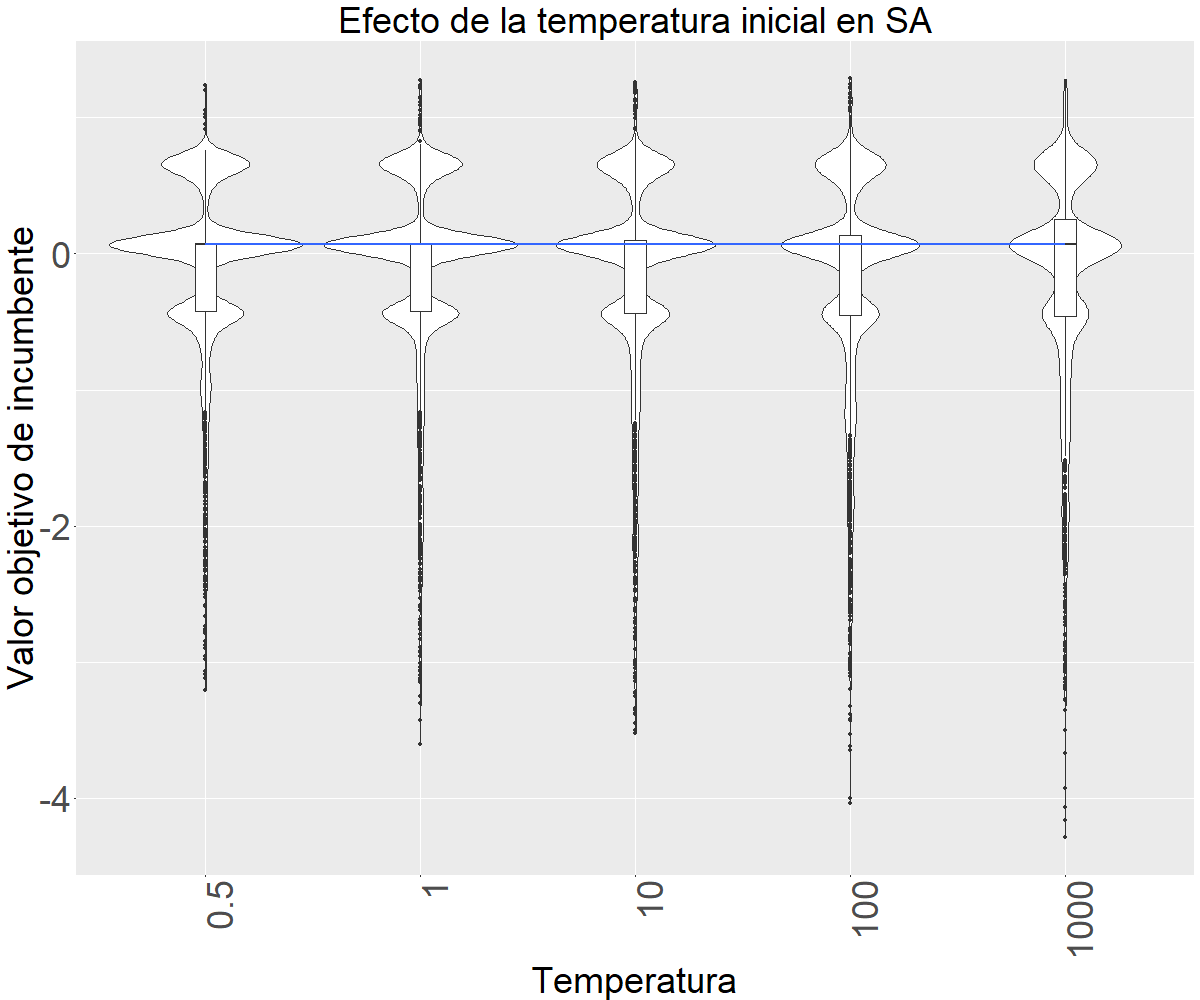 Efecto de la temperatura inicial en SA
Valor objetivo de incumbente
0
-2
-4
0.5
1
10
100
1000
Temperatura